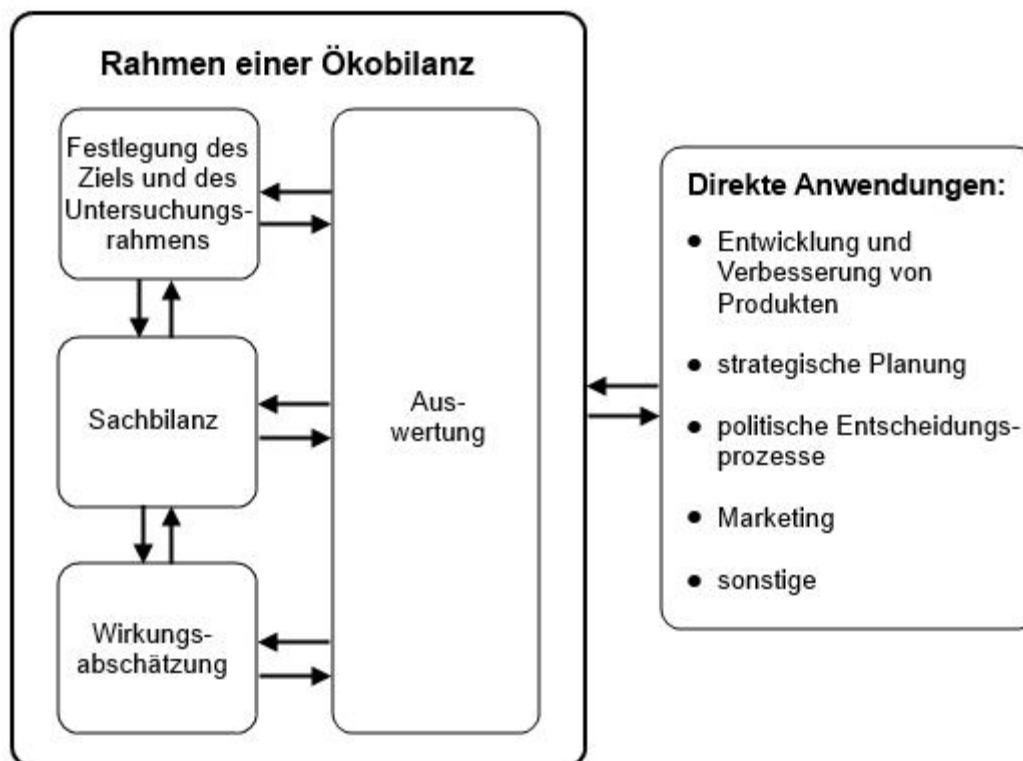 Rahmen einer Ökobilanz
Festlegung des
Ziels und des
Untersuchungs-
rahmens
Sachbilanz
Wirkungs-
abschätzung
Aus-
wertung
Direkte Anwendungen:
● Entwicklung und
Verbesserung von
Produkten
● strategische Planung
● politische Entscheidungs-
prozesse
● Marketing
● sonstige